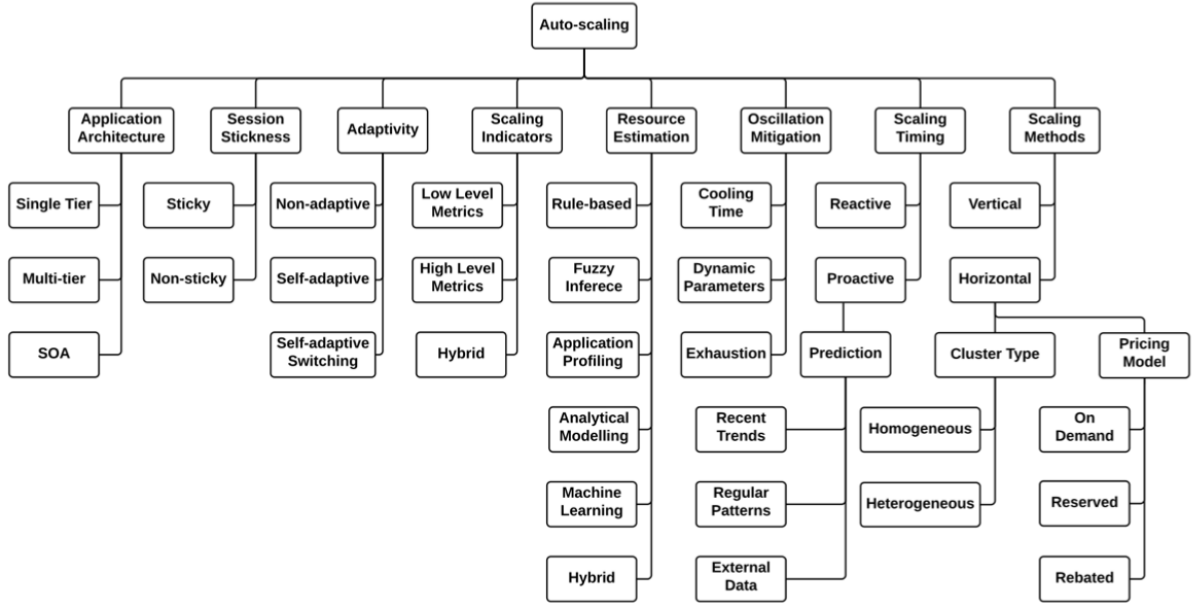 Auto-scaling
Application
Architecture
Session
Stickness
Adaptivity
Scaling
Indicators
Resource
Estimation
Oscillation
Mitigation
Scaling
Timing
Scaling
Methods
Single Tier
Sticky
Non-adaptive
Low Level
Metrics
Rule-based
Cooling
Time
Reactive
Vertical
Multi-tier
Non-sticky
Self-adaptive
High Level
Metrics
Fuzzy
Inferece
Dynamic
Parameters
Proactive
Horizontal
SOA
Self-adaptive
Switching
Hybrid
Application
Profiling
Exhaustion
Prediction
Cluster Type
Pricing
Model
Analytical
Modelling
Recent
Trends
Homogeneous
On
Demand
Machine
Learning
Regular
Patterns
Heterogeneous
Reserved
Hybrid
External
Data
Rebated